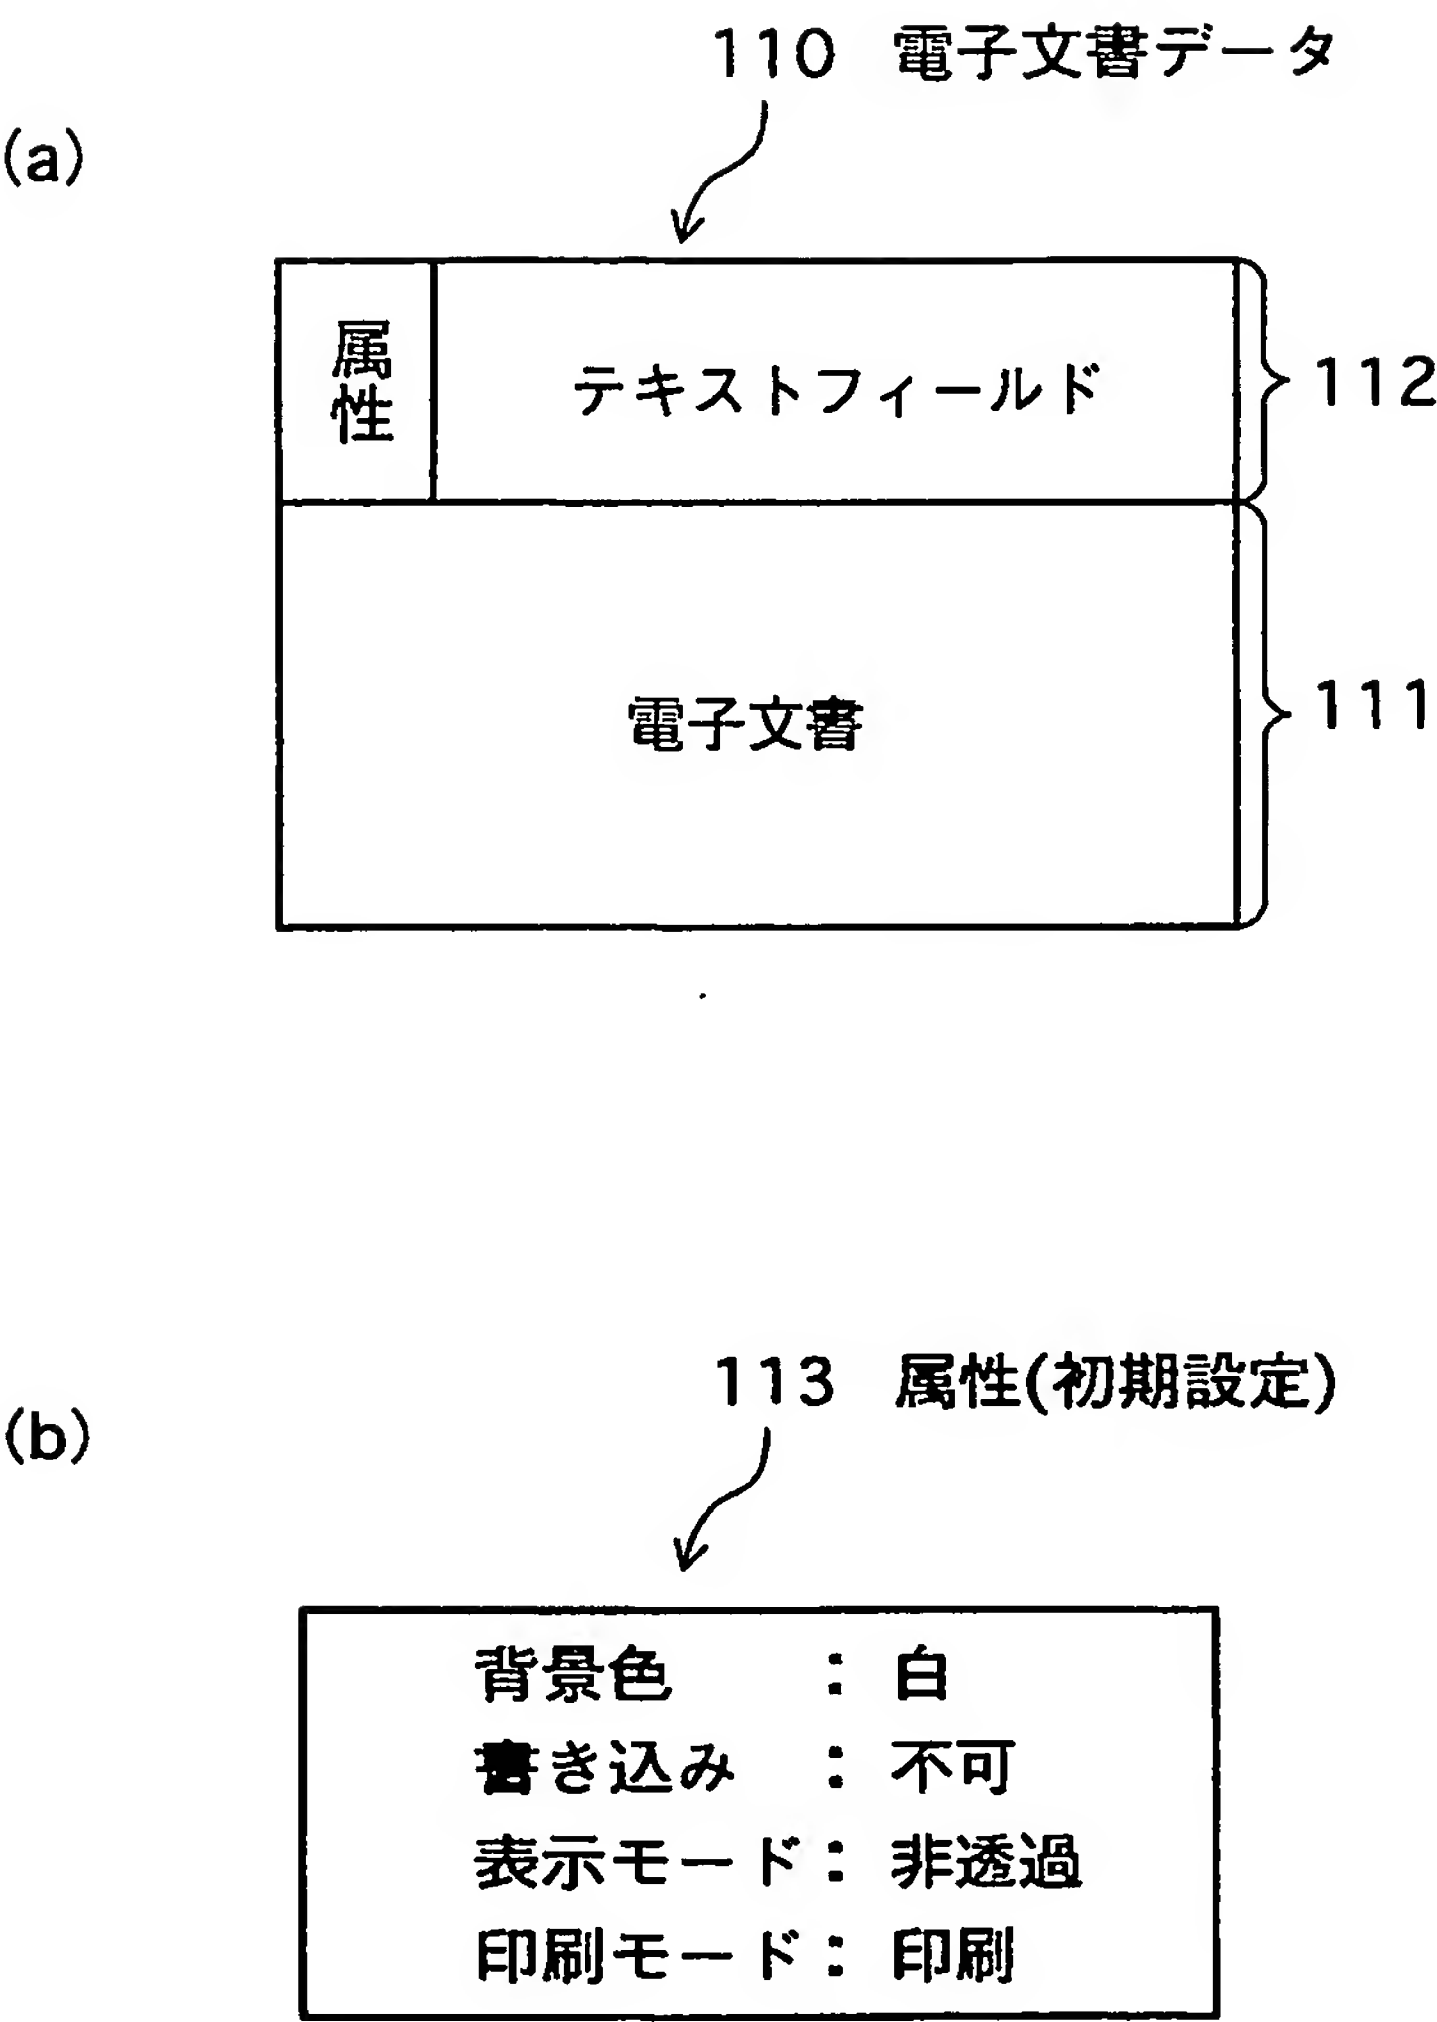 110 電子文書データ
(a)
属性
テキストフィールド
112
電子文書
111
113 属性(初期設定)
(b)
背景色 : 白
書き込み : 不可
表示モード : 非透過
印刷モード : 印刷